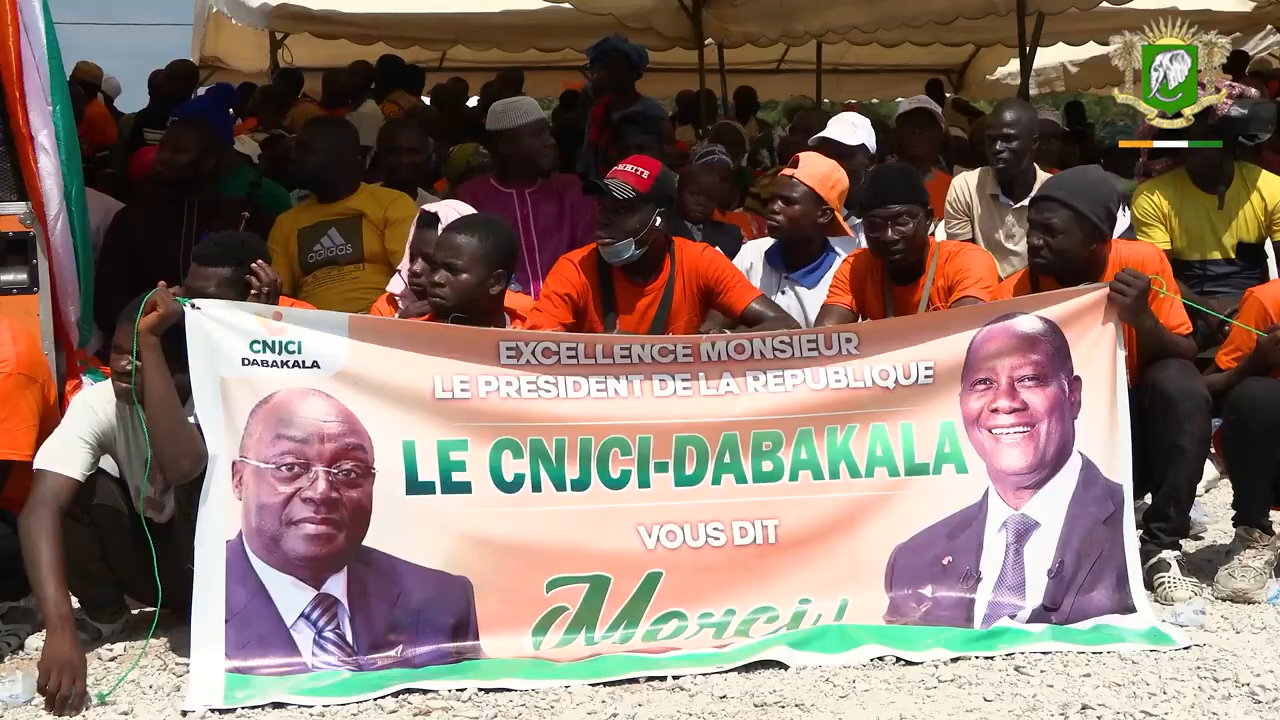 adidas
CNJCI
DABAKALA
EXCELLENCE MONSIEUR
LE PRESIDENT DE LA REPUBLIQUE
LE CNJCI-DABAKALA
VOUS DIT
Merci!